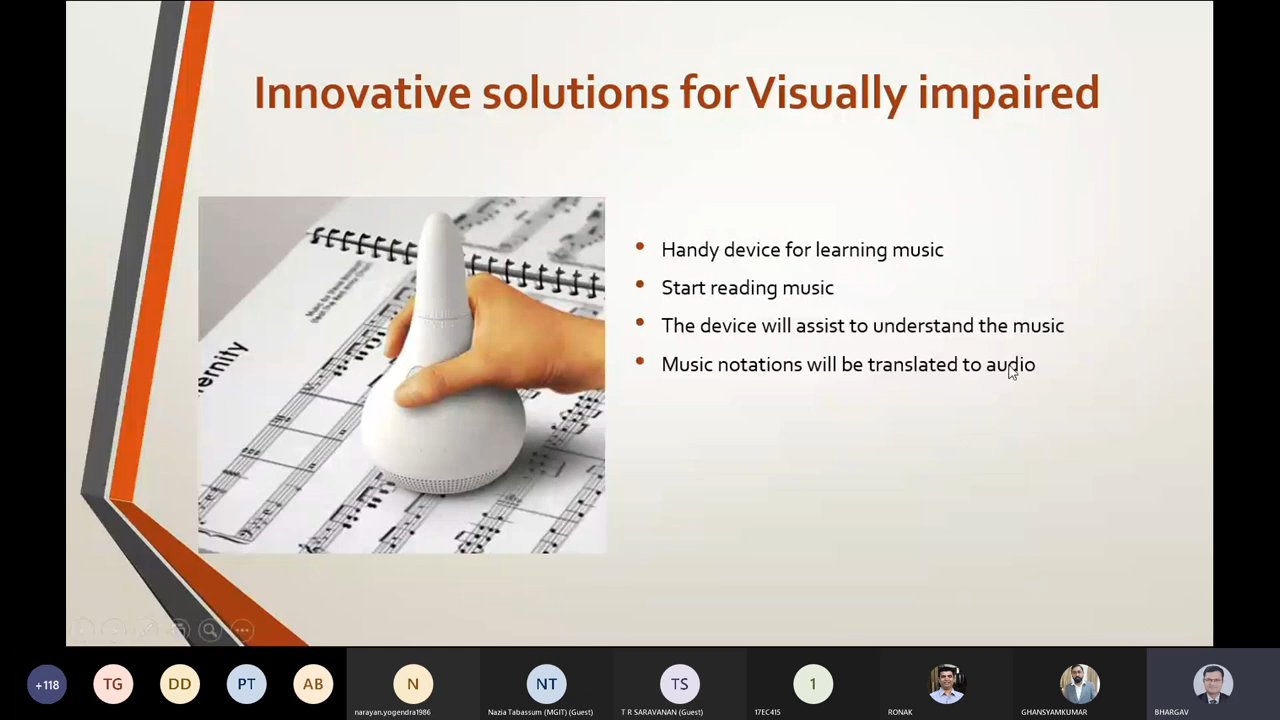 Innovative solutions for Visually impaired
• Handy device for learning music
• Start reading music
• The device will assist to understand the music
• Music notations will be translated to audio
ernity
+118
TG
DD
PT
AB
N
NT
TS
1
narayan.yogendra1986
Nazia Tabassum (MGIT) (Guest)
T R SARAVANAN (Guest)
17EC415
RONAK
GHANSYAMKUMAR
BHARGAV